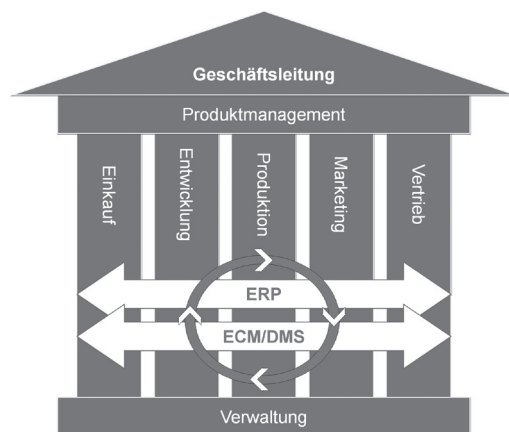 Geschäftsleitung
Produktmanagement
Einkauf
Entwicklung
Produktion
Marketing
Vertrieb
ERP
ECM/DMS
Verwaltung